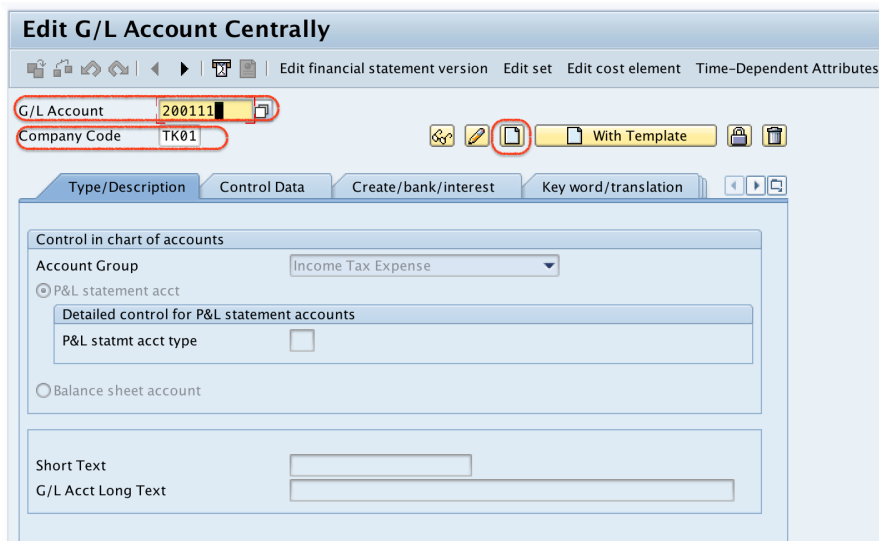 Edit G/L Account Centrally
Edit financial statement version Edit set Edit cost element Time-Dependent Attributes
G/L Account 200111
Company Code TK01
With Template
Type/Description Control Data Create/bank/interest Key word/translation
Control in chart of accounts
Account Group Income Tax Expense
P&L statement acct
Detailed control for P&L statement accounts
P&L statmt acct type
Balance sheet account
Short Text
G/L Acct Long Text